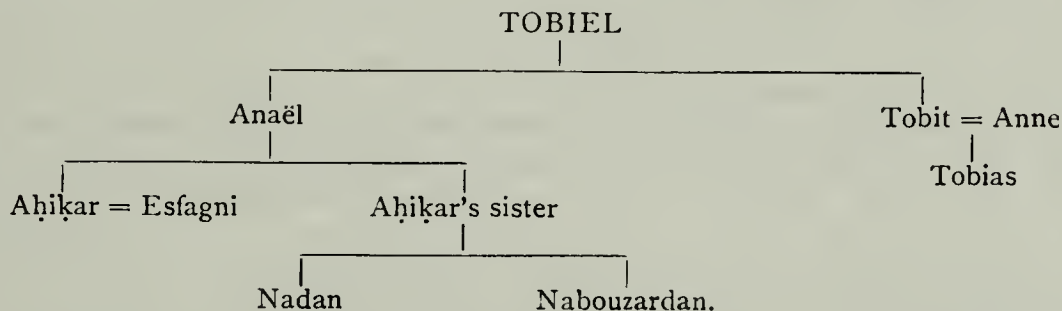 TOBIEL
Anaël Tobit = Anne
Tobias
Aḥiḳar = Esfagni Aḥiḳar's sister
Nadan Nabouzardan.